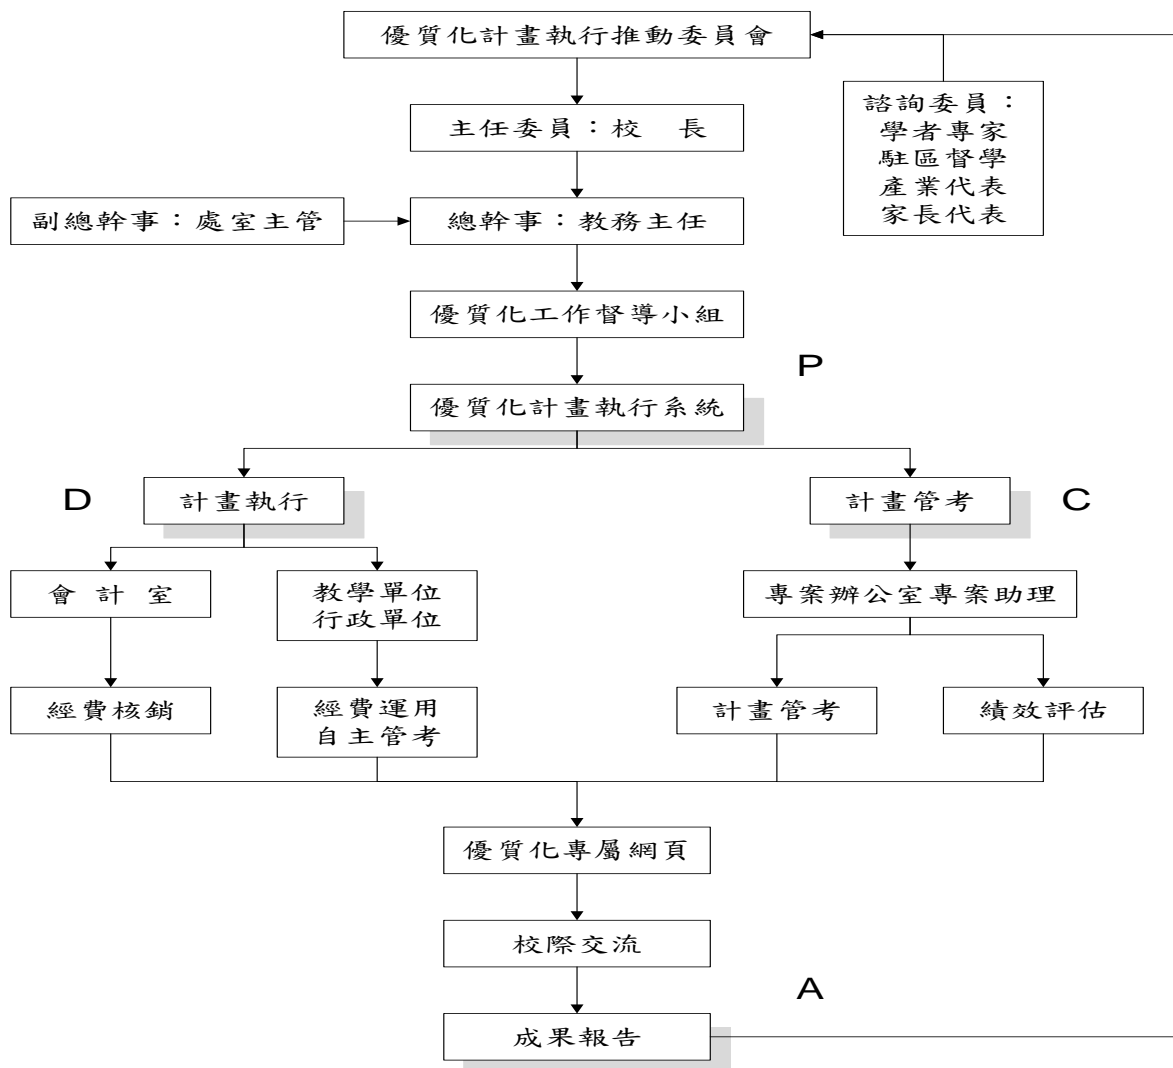 優質化計畫執行推動委員會
諮詢委員：
學者專家
駐區督學
產業代表
家長代表
主任委員：校　長
副總幹事：處室主管
總幹事：教務主任
優質化工作督導小組
P
優質化計畫執行系統
D
計畫執行
計畫管考
C
會 計 室
教學單位
行政單位
專案辦公室專案助理
經費核銷
經費運用
自主管考
計畫管考
績效評估
優質化專屬網頁
校際交流
A
成果報告